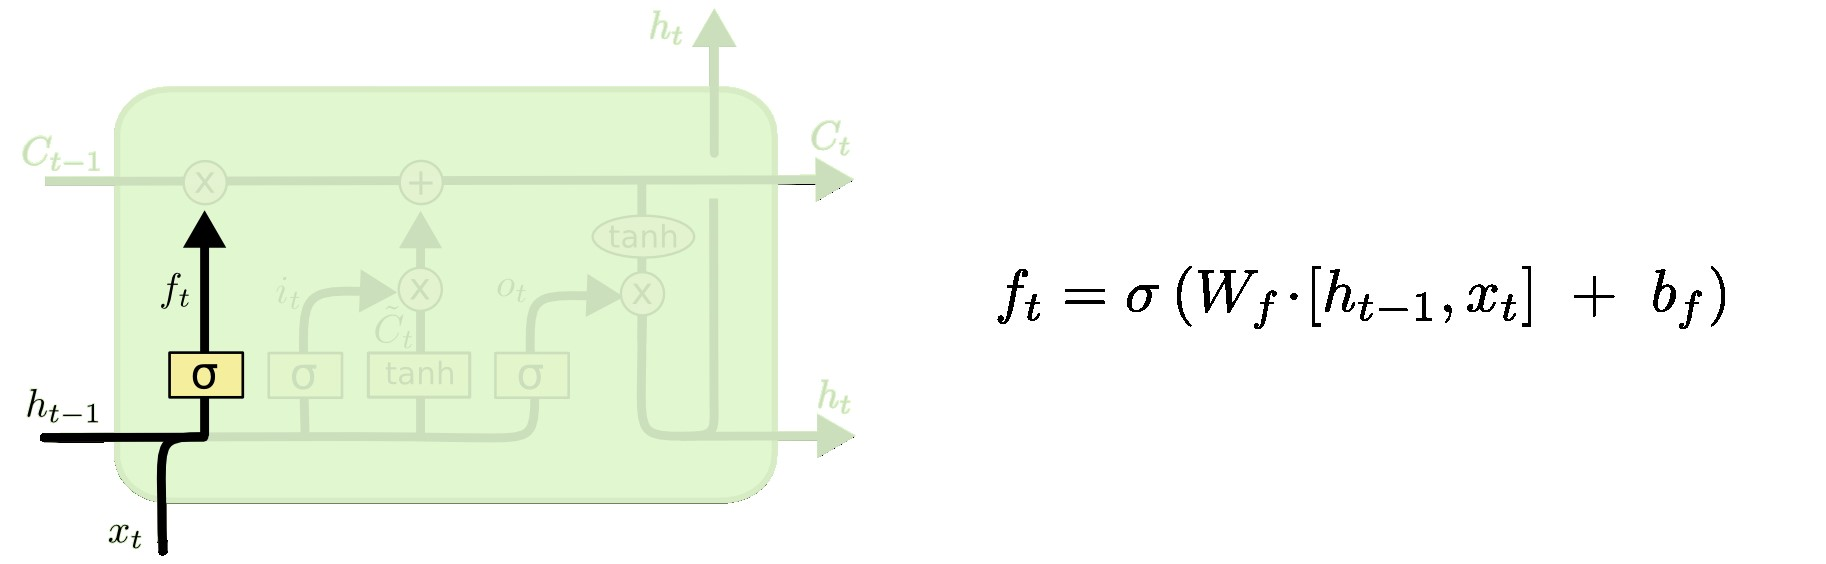 h_t
C_{t-1}
C_t
x
+
tanh
f_t
i_t
x
o_t
x
C̃_t
σ
σ
tanh
σ
h_{t-1}
h_t
x_t
f_t = σ (W_f · [h_{t-1}, x_t] + b_f)